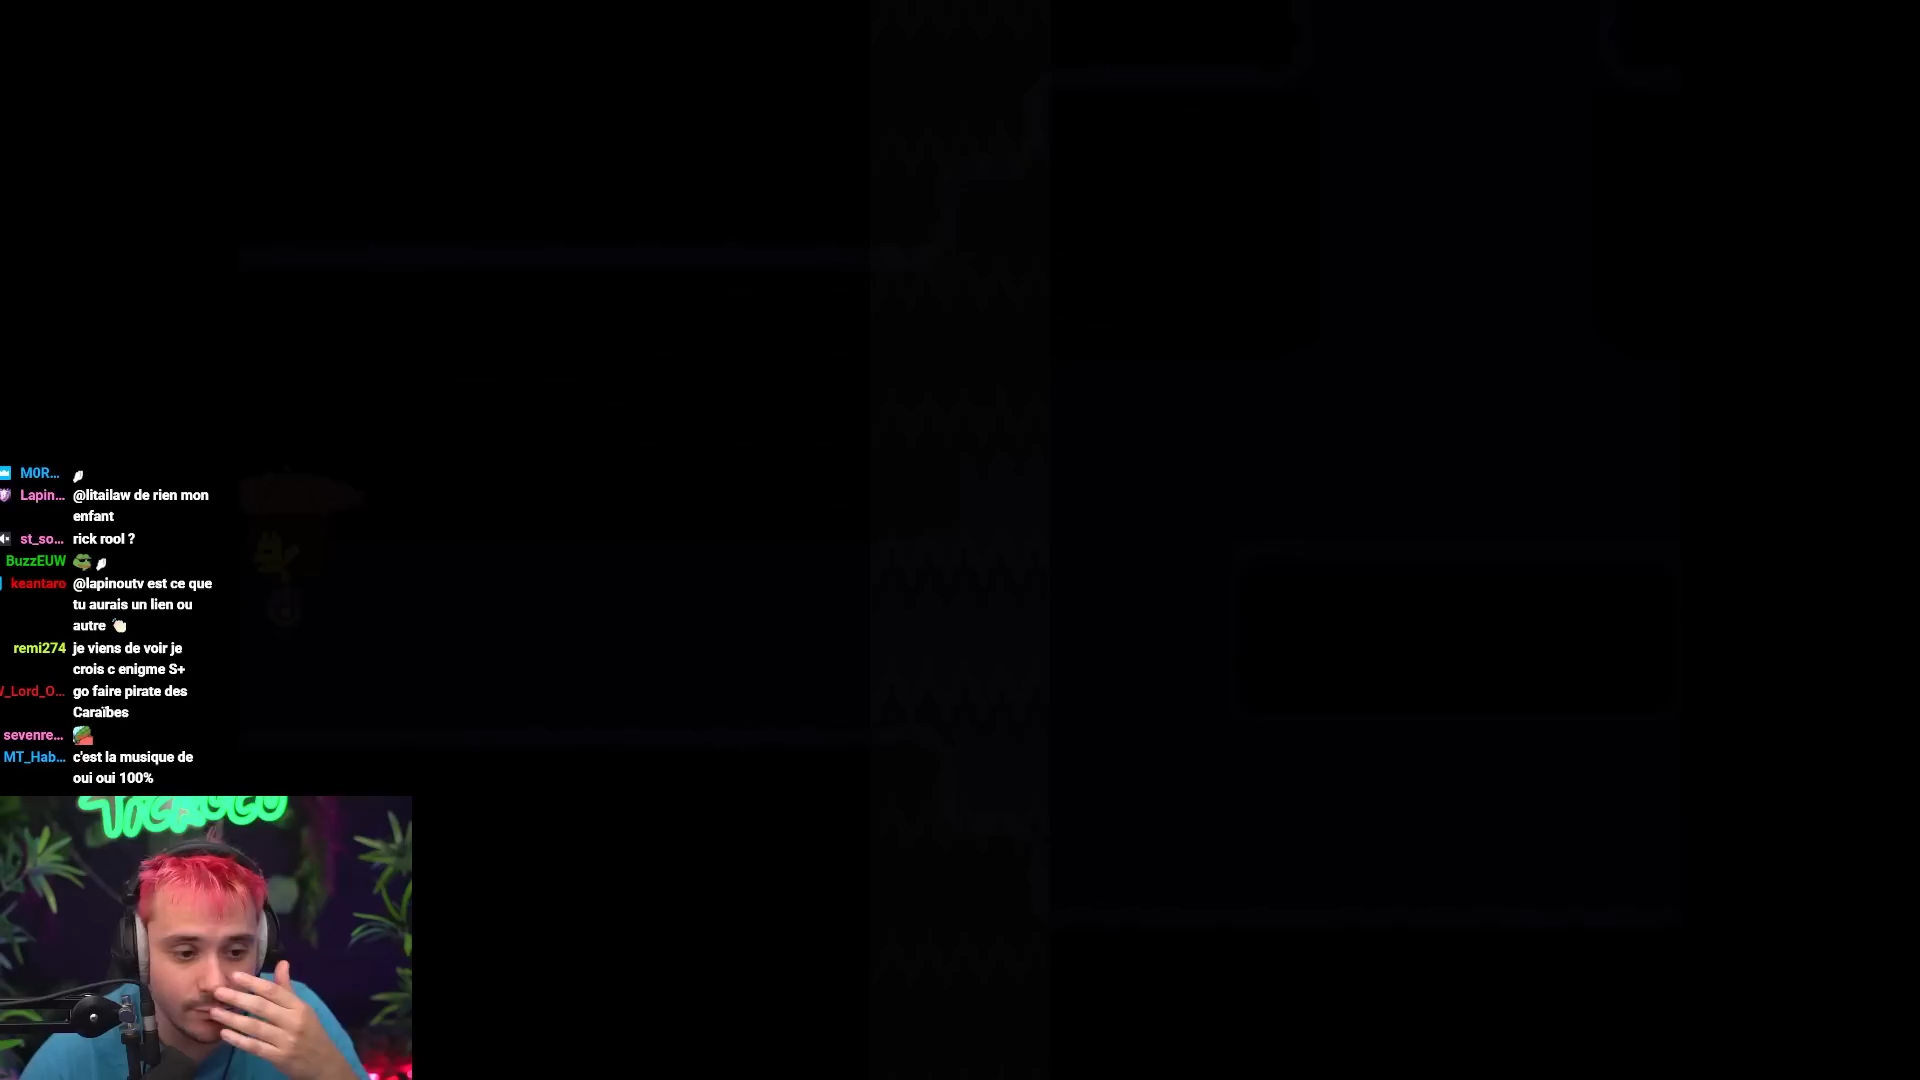 M0R...
Lapin... @litailaw de rien mon
enfant
st_so... rick rool ?
BuzzEUW
keantaro @lapinoutv est ce que
tu aurais un lien ou
autre
remi274 je viens de voir je
crois c enigme S+
_Lord_O... go faire pirate des
Caraïbes
sevenre...
MT_Hab... c'est la musique de
oui oui 100%